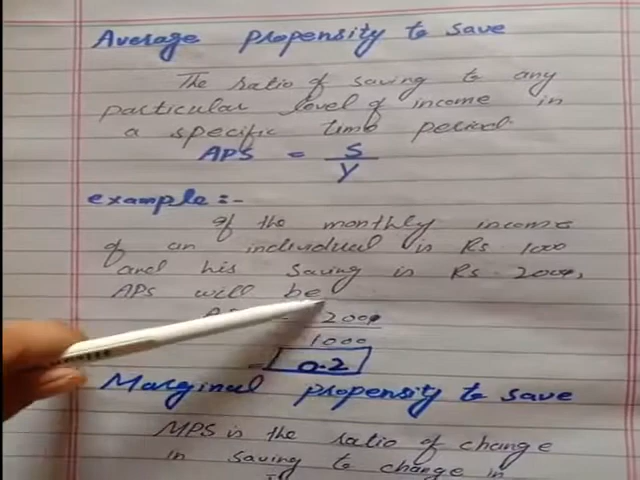 Average propensity to save
The ratio of saving to any
particular level of income in
a specific time period.
APS = S
Y
example :-
If the monthly income
of an individual is Rs 1000
and his saving is Rs. 2000,
APS will be
2000
1000
0.2
Marginal propensity to save
MPS is the ratio of change
in saving to change in